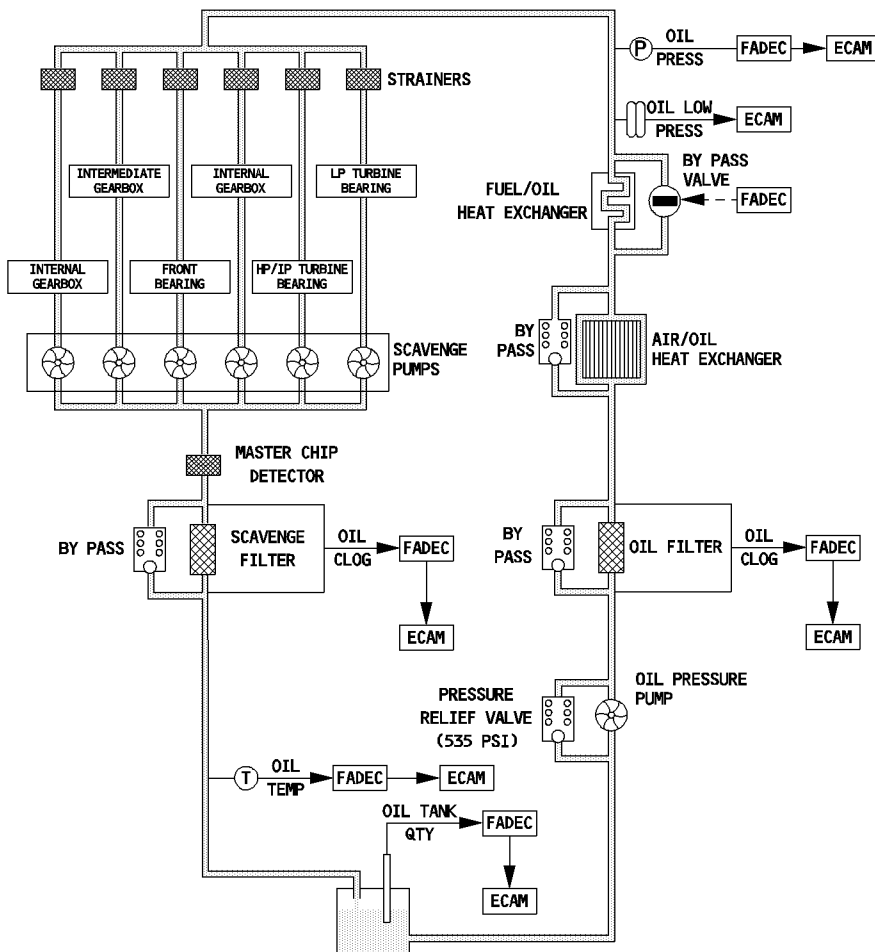 OIL
PRESS
P
FADEC
ECAM
STRAINERS
OIL LOW
PRESS
ECAM
BY PASS
VALVE
FADEC
INTERMEDIATE
GEARBOX
INTERNAL
GEARBOX
LP TURBINE
BEARING
FUEL/OIL
HEAT EXCHANGER
INTERNAL
GEARBOX
FRONT
BEARING
HP/IP TURBINE
BEARING
BY
PASS
AIR/OIL
HEAT EXCHANGER
SCAVENGE
PUMPS
MASTER CHIP
DETECTOR
BY PASS
SCAVENGE
FILTER
OIL
CLOG
FADEC
ECAM
BY
PASS
OIL FILTER
OIL
CLOG
FADEC
ECAM
PRESSURE
RELIEF VALVE
(535 PSI)
OIL PRESSURE
PUMP
T
OIL
TEMP
FADEC
ECAM
OIL TANK
QTY
FADEC
ECAM